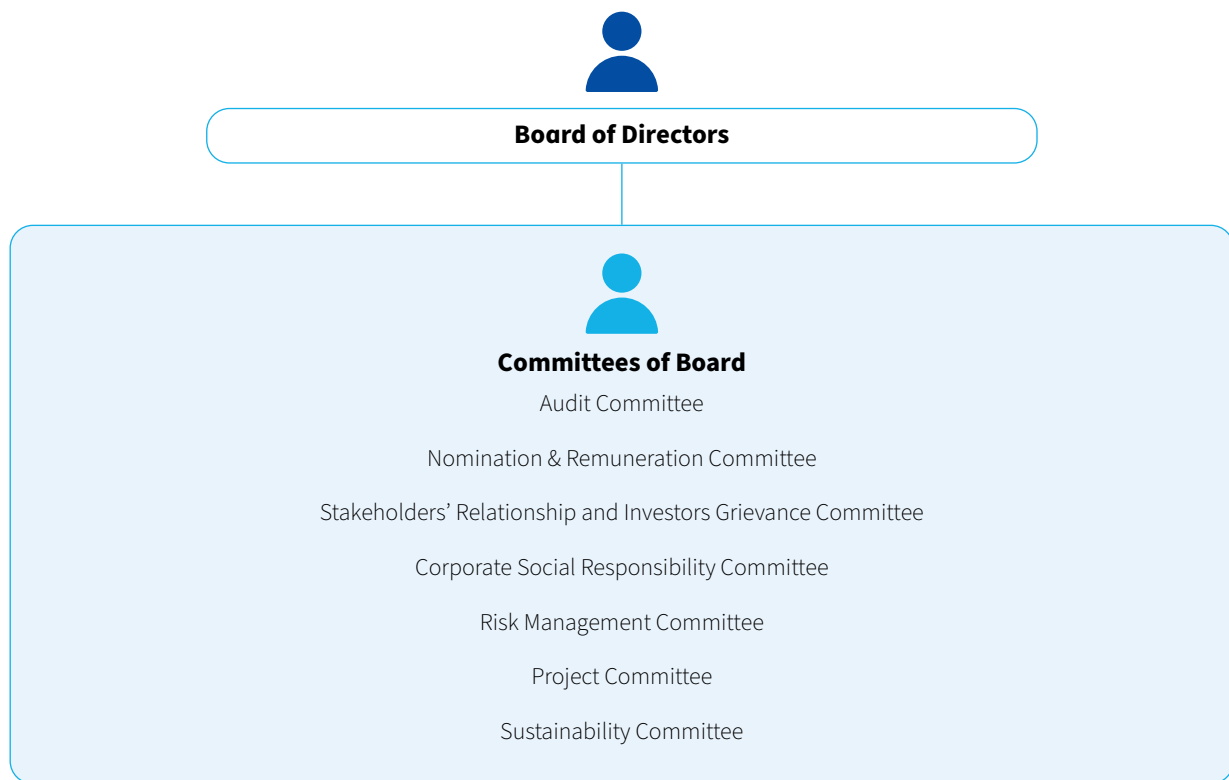 Board of Directors
Committees of Board
Audit Committee
Nomination & Remuneration Committee
Stakeholders’ Relationship and Investors Grievance Committee
Corporate Social Responsibility Committee
Risk Management Committee
Project Committee
Sustainability Committee